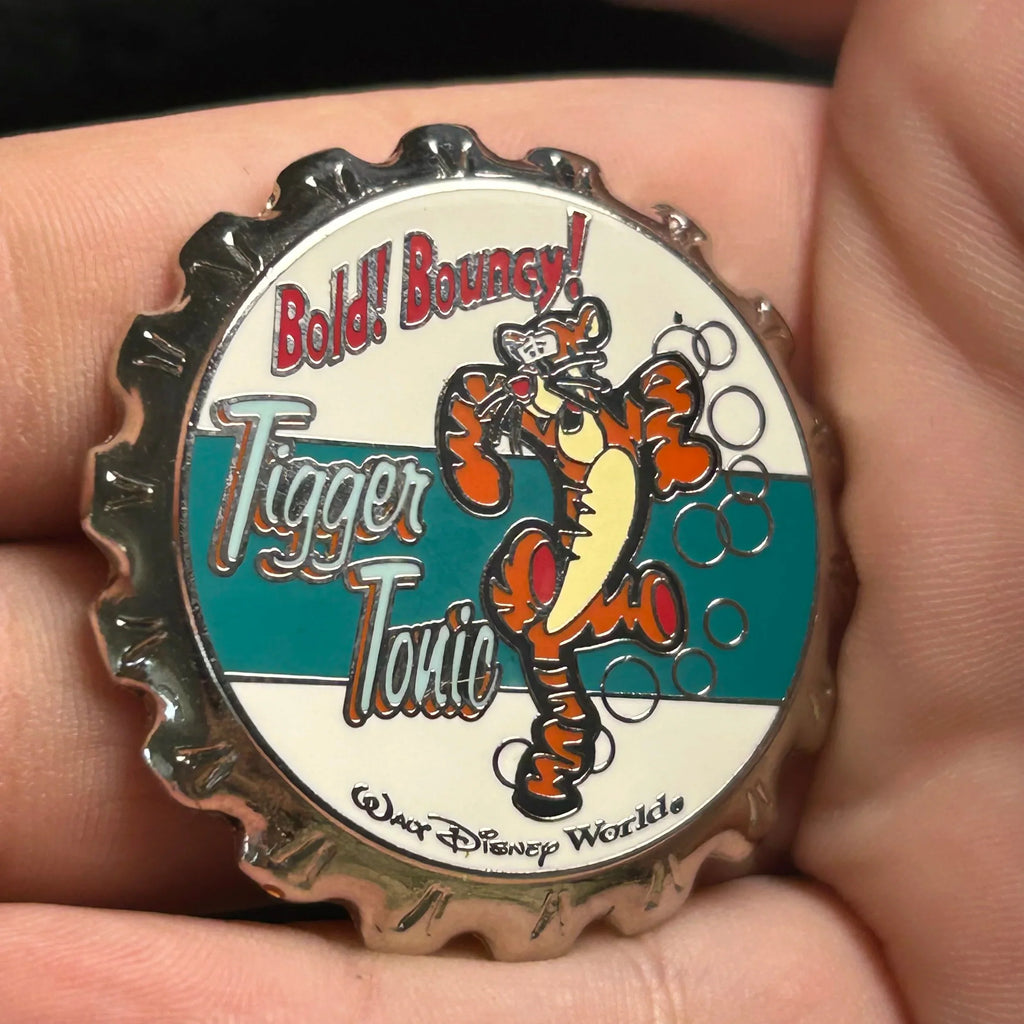 Bold! Bouncy!
Tigger
Tonic
Walt Disney World.